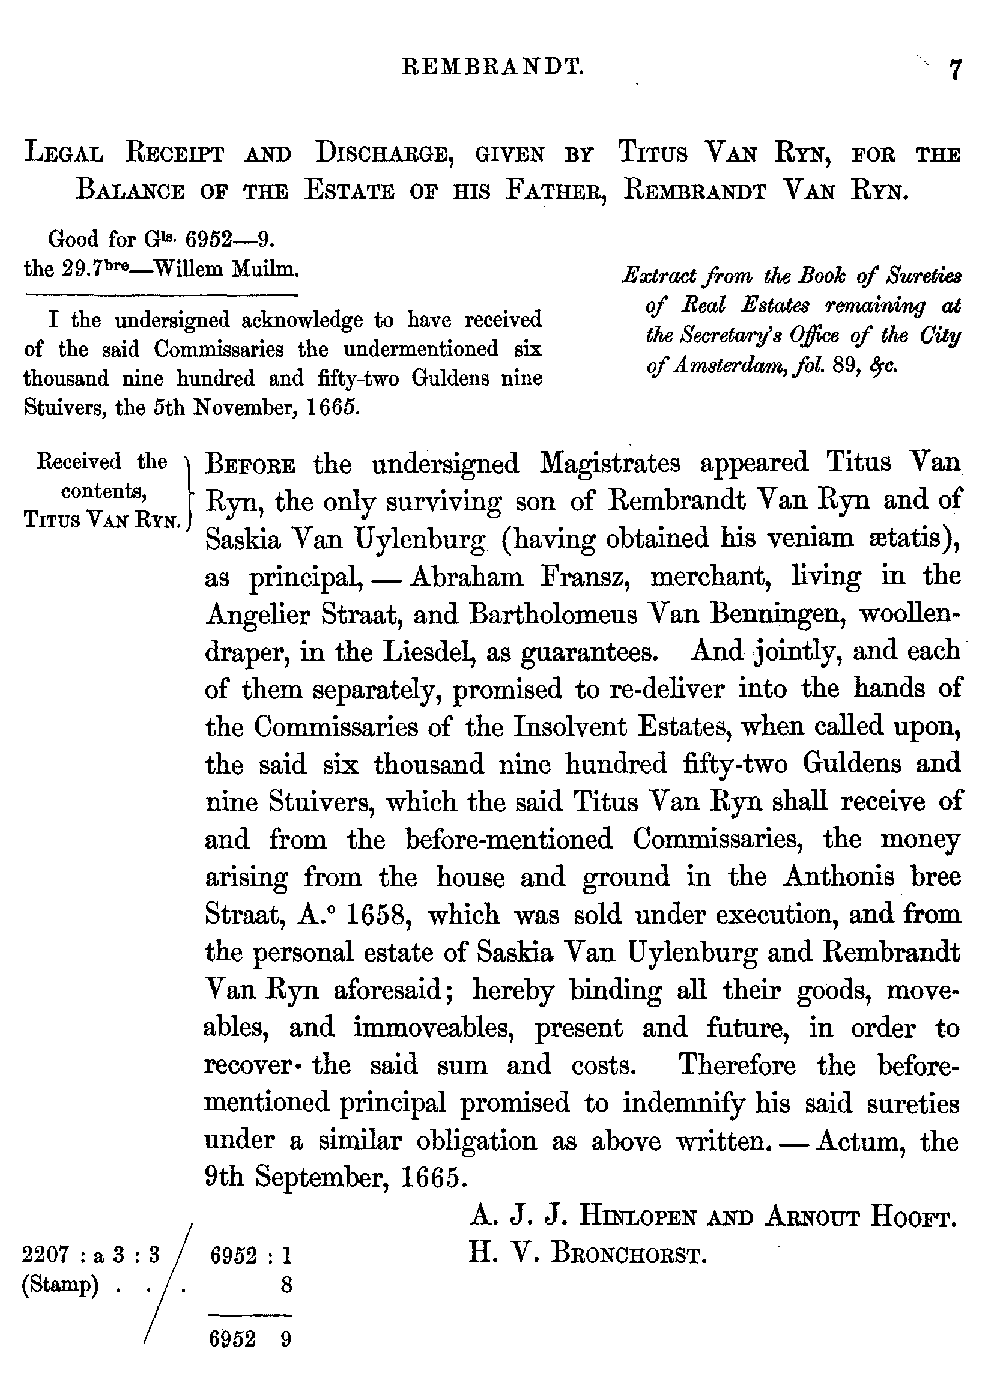 REMBRANDT. 7
LEGAL RECEIPT AND DISCHARGE, GIVEN BY TITUS VAN RYN, FOR THE
BALANCE OF THE ESTATE OF HIS FATHER, REMBRANDT VAN RYN.
Good for Gls. 6952—9.
the 29.7bre—Willem Muilm.
Extract from the Book of Sureties
of Real Estates remaining at
the Secretary's Office of the City
of Amsterdam, fol. 89, &c.
I the undersigned acknowledge to have received
of the said Commissaries the undermentioned six
thousand nine hundred and fifty-two Guldens nine
Stuivers, the 5th November, 1665.
Received the
contents,
TITUS VAN RYN.
BEFORE the undersigned Magistrates appeared Titus Van
Ryn, the only surviving son of Rembrandt Van Ryn and of
Saskia Van Uylenburg (having obtained his veniam ætatis),
as principal, — Abraham Fransz, merchant, living in the
Angelier Straat, and Bartholomeus Van Benningen, woollen-
draper, in the Liesdel, as guarantees. And jointly, and each
of them separately, promised to re-deliver into the hands of
the Commissaries of the Insolvent Estates, when called upon,
the said six thousand nine hundred fifty-two Guldens and
nine Stuivers, which the said Titus Van Ryn shall receive of
and from the before-mentioned Commissaries, the money
arising from the house and ground in the Anthonis bree
Straat, A.º 1658, which was sold under execution, and from
the personal estate of Saskia Van Uylenburg and Rembrandt
Van Ryn aforesaid; hereby binding all their goods, move-
ables, and immoveables, present and future, in order to
recover the said sum and costs. Therefore the before-
mentioned principal promised to indemnify his said sureties
under a similar obligation as above written. — Actum, the
9th September, 1665.
A. J. J. HINLOPEN AND ARNOUT HOOFT.
H. V. BRONCHORST.
2207 : a 3 : 3 / 6952 : 1
(Stamp) . . / . 8
6952 9